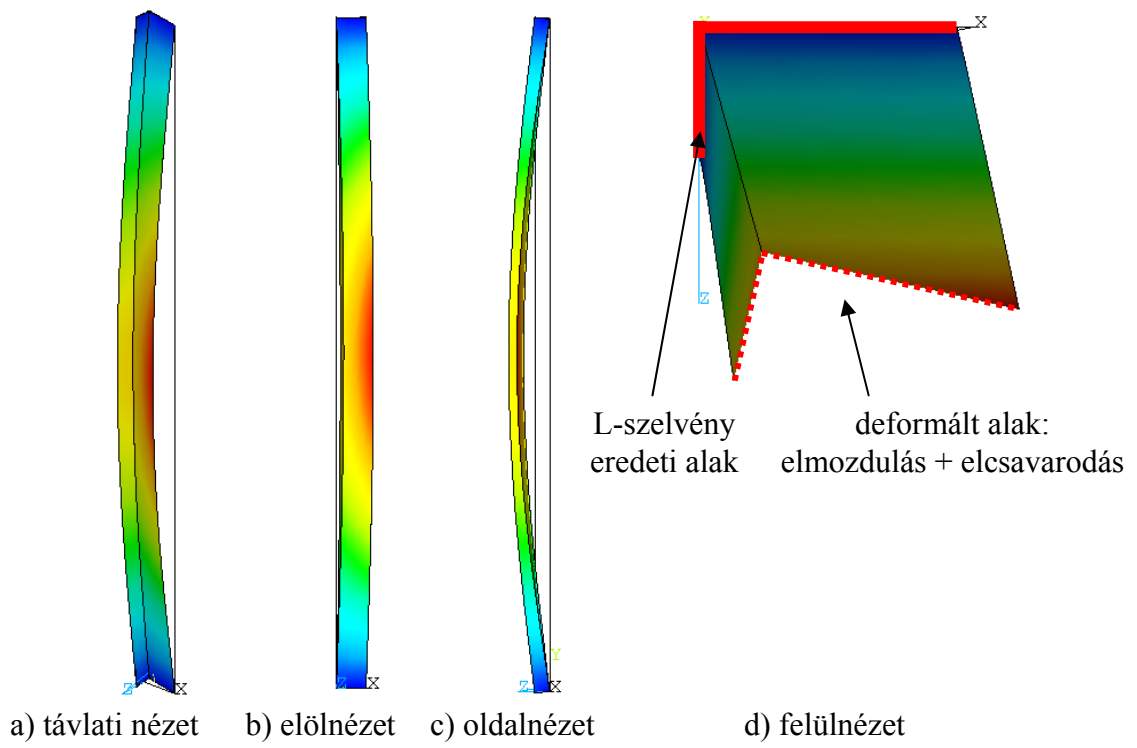 Y
X
Z
L-szelvény
eredeti alak
deformált alak:
elmozdulás + elcsavarodás
Z
X
Z
X
Y
Z
X
a) távlati nézet
b) elölnézet
c) oldalnézet
d) felülnézet